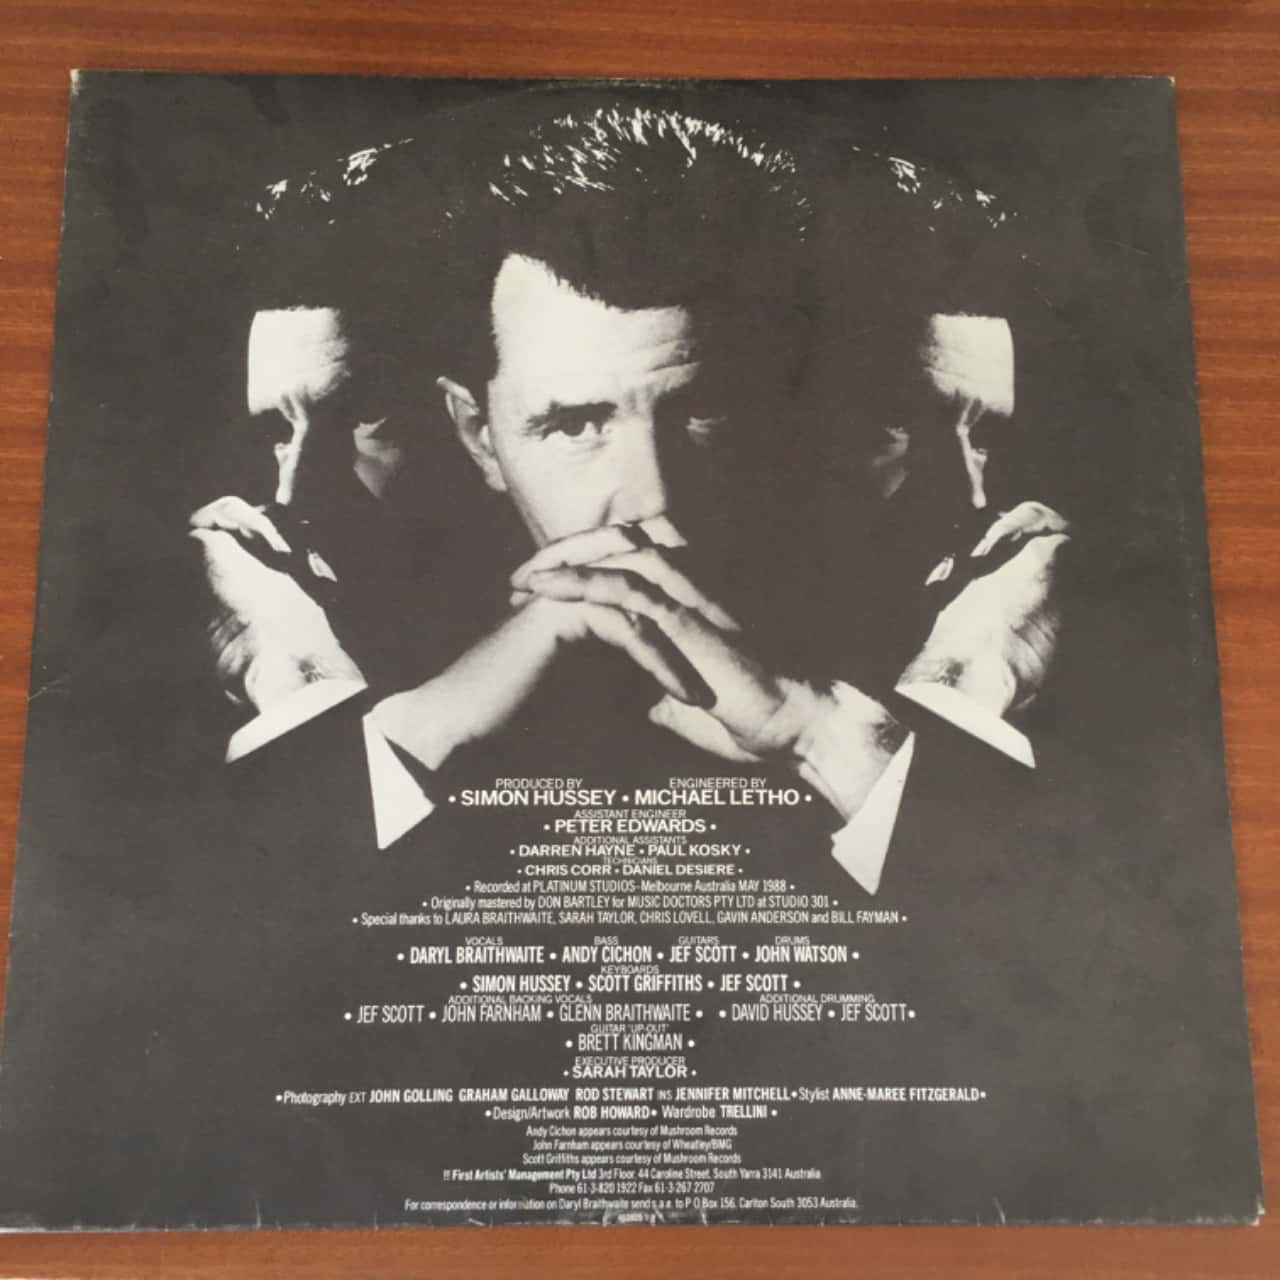 PRODUCED BY ENGINEERED BY
• SIMON HUSSEY • MICHAEL LETHO •
ASSISTANT ENGINEER
• PETER EDWARDS •
ADDITIONAL ASSISTANTS
• DARREN HAYNE • PAUL KOSKY •
TECHNICIANS
• CHRIS CORR • DANIEL DESIERE •
• Recorded at PLATINUM STUDIOS–Melbourne Australia MAY 1988 •
• Originally mastered by DON BARTLEY for MUSIC DOCTORS PTY LTD at STUDIO 301 •
• Special thanks to LAURA BRAITHWAITE, SARAH TAYLOR, CHRIS LOVELL, GAVIN ANDERSON and BILL FAYMAN •
VOCALS BASS GUITARS DRUMS
• DARYL BRAITHWAITE • ANDY CICHON • JEF SCOTT • JOHN WATSON •
KEYBOARDS
• SIMON HUSSEY • SCOTT GRIFFITHS • JEF SCOTT •
ADDITIONAL BACKING VOCALS ADDITIONAL DRUMMING
• JEF SCOTT • JOHN FARNHAM • GLENN BRAITHWAITE • • DAVID HUSSEY • JEF SCOTT •
GUITAR 'UP-OUT'
• BRETT KINGMAN •
EXECUTIVE PRODUCER
• SARAH TAYLOR •
• Photography EXT JOHN GOLLING GRAHAM GALLOWAY ROD STEWART INS JENNIFER MITCHELL • Stylist ANNE-MAREE FITZGERALD •
• Design/Artwork ROB HOWARD • Wardrobe TRELLINI •
Andy Cichon appears courtesy of Mushroom Records
John Farnham appears courtesy of Wheatley/BMG
Scott Griffiths appears courtesy of Mushroom Records
!!! First Artists' Management Pty Ltd 3rd Floor, 44 Caroline Street, South Yarra 3141 Australia
Phone 61-3-820 1922 Fax 61-3-267 2707
For correspondence or information on Daryl Braithwaite send s.a.e. to P O Box 156, Carlton South 3053 Australia.